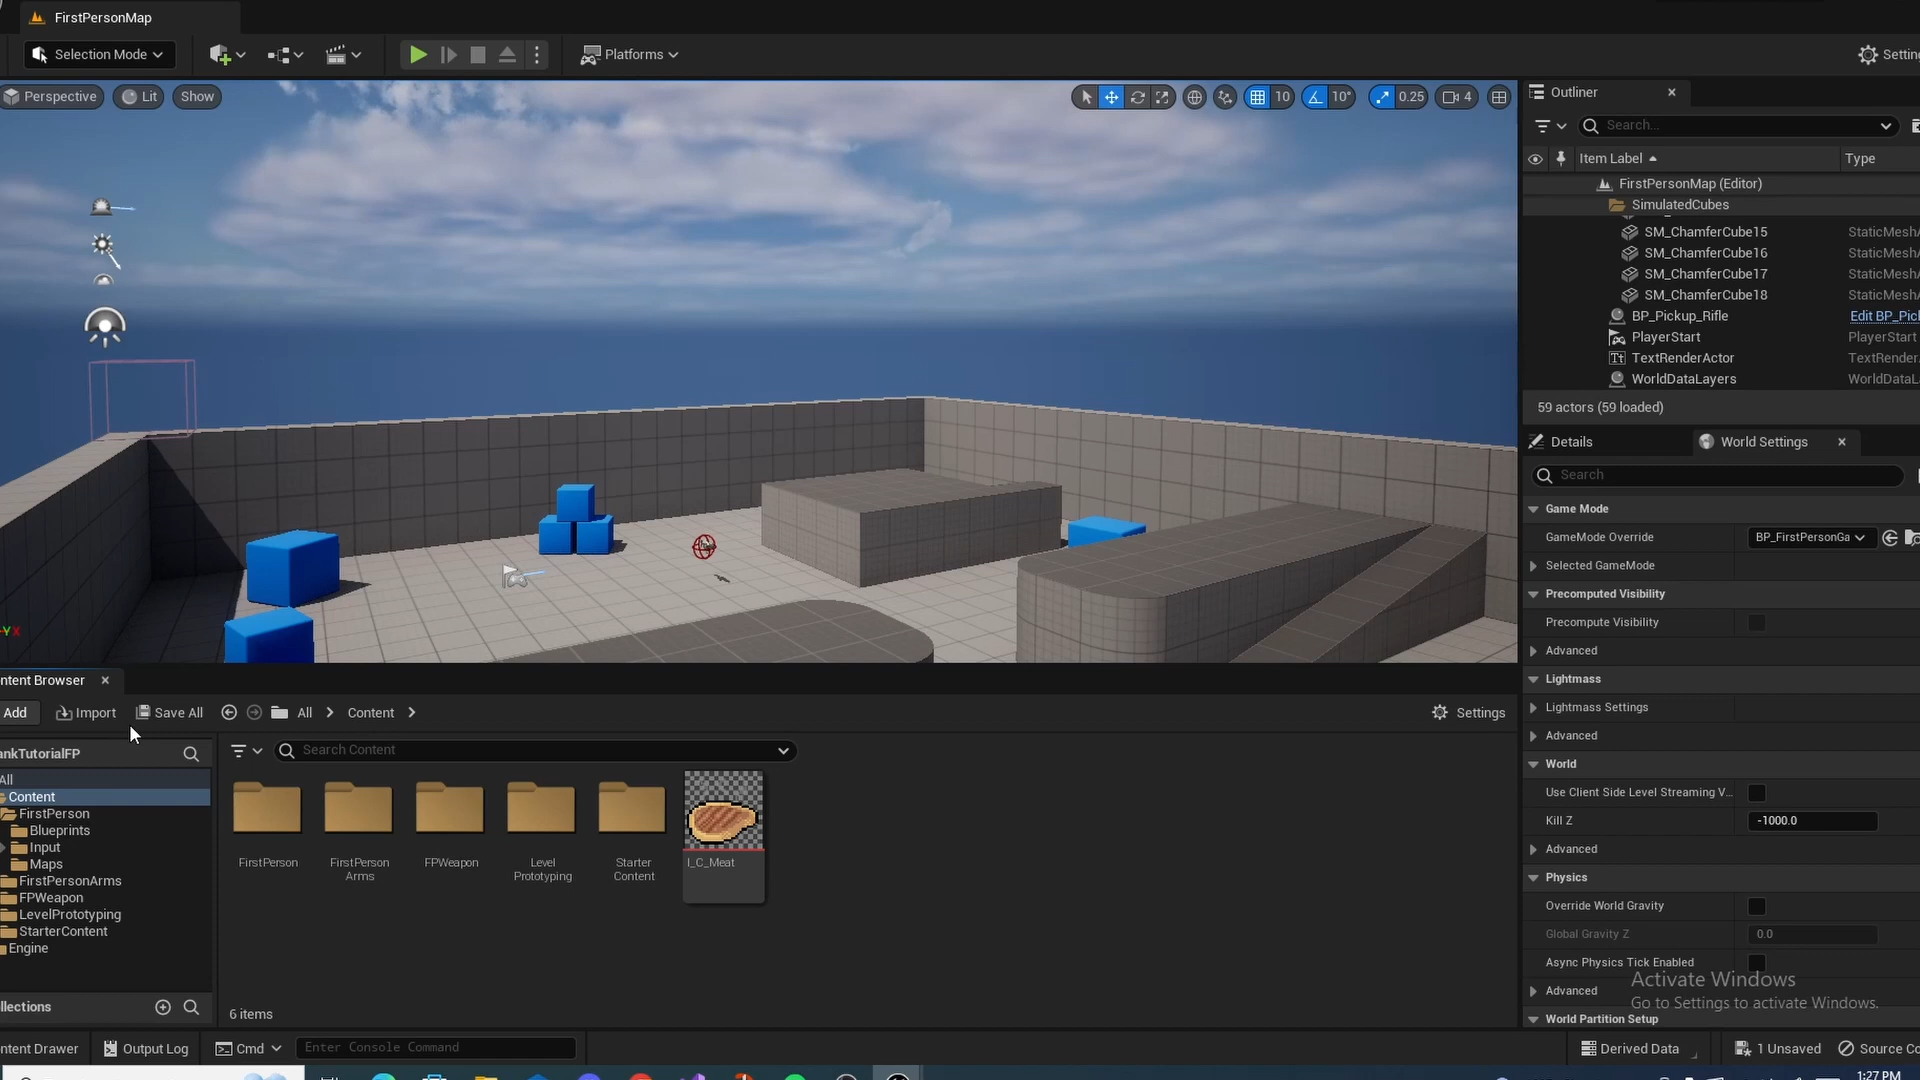 FirstPersonMap
Selection Mode
Platforms
Settin
Perspective
Lit
Show
10
10°
0.25
4
Outliner
Search...
Item Label
Type
FirstPersonMap (Editor)
SimulatedCubes
SM_ChamferCube15
StaticMesh
SM_ChamferCube16
StaticMesh
SM_ChamferCube17
StaticMesh
SM_ChamferCube18
StaticMesh
BP_Pickup_Rifle
Edit BP_Pic
PlayerStart
PlayerStart
TextRenderActor
TextRender
WorldDataLayers
WorldDataL
59 actors (59 loaded)
Details
World Settings
Search
Game Mode
GameMode Override
BP_FirstPersonGa
Selected GameMode
Precomputed Visibility
Precompute Visibility
Advanced
Lightmass
Lightmass Settings
Advanced
World
Use Client Side Level Streaming V...
Kill Z
-1000.0
Advanced
Physics
Override World Gravity
Global Gravity Z
0.0
Async Physics Tick Enabled
Advanced
World Partition Setup
Activate Windows
Go to Settings to activate Windows.
ntent Browser
Add
Import
Save All
All
Content
Settings
ankTutorialFP
Search Content
All
Content
FirstPerson
Blueprints
Input
Maps
FirstPersonArms
FPWeapon
LevelPrototyping
StarterContent
Engine
FirstPerson
FirstPerson
Arms
FPWeapon
Level
Prototyping
Starter
Content
I_C_Meat
llections
6 items
ntent Drawer
Output Log
Cmd
Enter Console Command
Derived Data
1 Unsaved
Source Co
1:27 PM